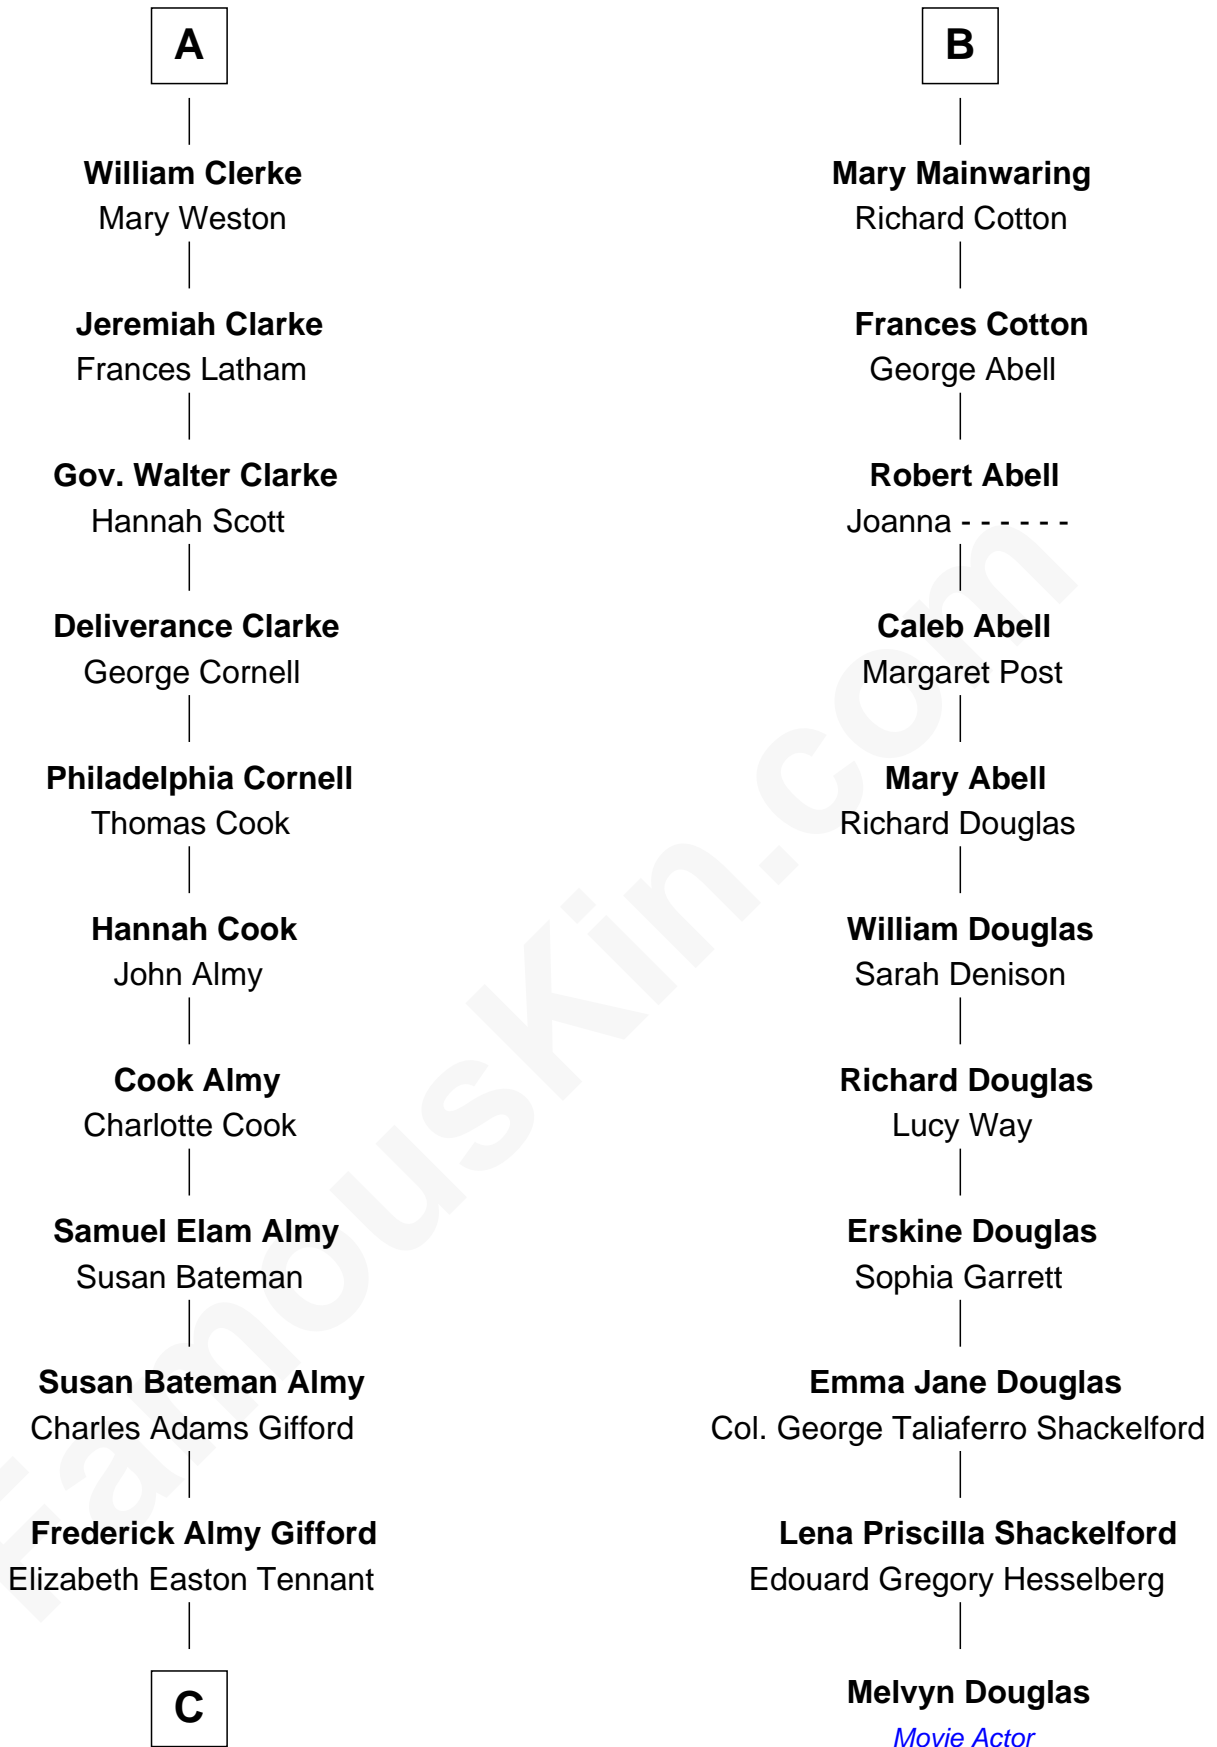 A
William Clerke
Mary Weston
Jeremiah Clarke
Frances Latham
Gov. Walter Clarke
Hannah Scott
Deliverance Clarke
George Cornell
Philadelphia Cornell
Thomas Cook
Hannah Cook
John Almy
Cook Almy
Charlotte Cook
Samuel Elam Almy
Susan Bateman
Susan Bateman Almy
Charles Adams Gifford
Frederick Almy Gifford
Elizabeth Easton Tennant
C
B
Mary Mainwaring
Richard Cotton
Frances Cotton
George Abell
Robert Abell
Joanna - - - - - -
Caleb Abell
Margaret Post
Mary Abell
Richard Douglas
William Douglas
Sarah Denison
Richard Douglas
Lucy Way
Erskine Douglas
Sophia Garrett
Emma Jane Douglas
Col. George Taliaferro Shackelford
Lena Priscilla Shackelford
Edouard Gregory Hesselberg
Melvyn Douglas
Movie Actor
FamousKin.com